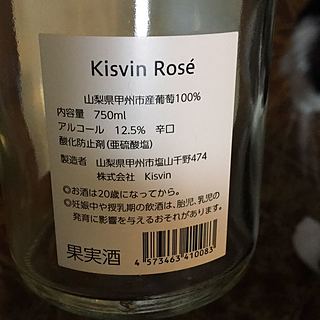 Kisvin Rosé
山梨県甲州市産葡萄100%
内容量 750ml
アルコール 12.5% 辛口
酸化防止剤(亜硫酸塩)
製造者 山梨県甲州市塩山千野474
株式会社 Kisvin
◎お酒は20歳になってから。
◎妊娠中や授乳期の飲酒は、胎児、乳児の
発育に影響を与えるおそれがあります。
果実酒
4 573463 410083